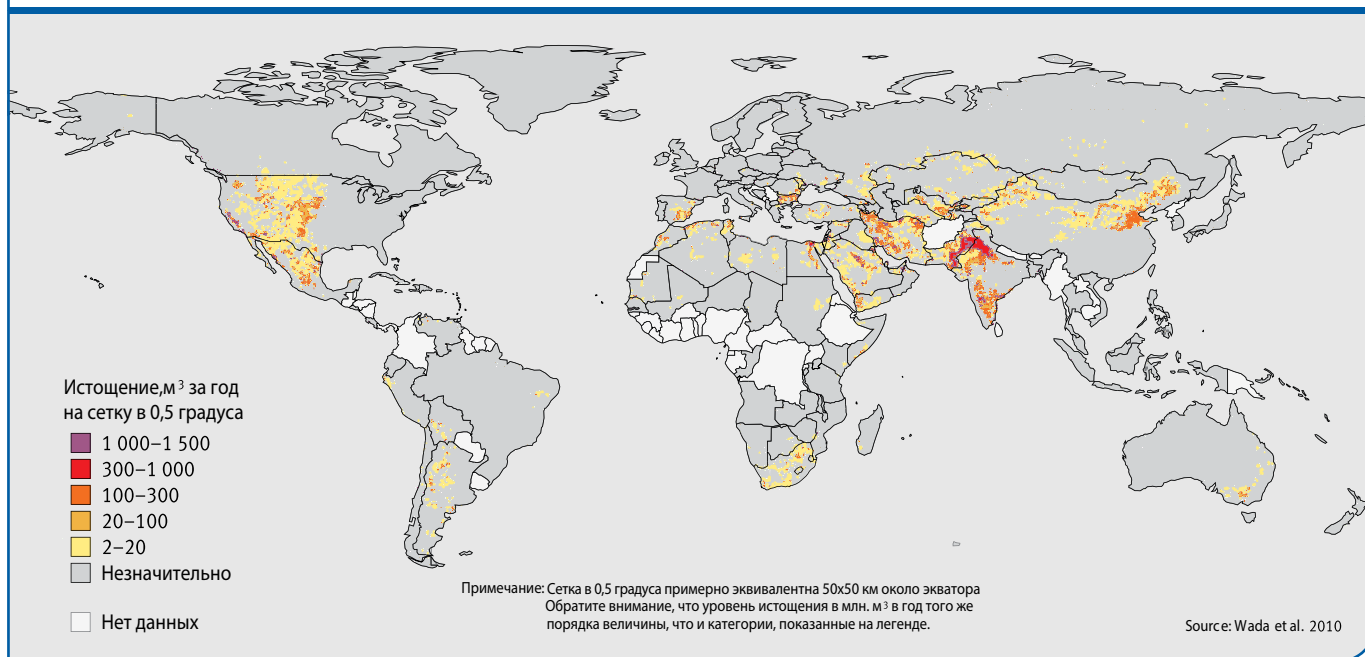 Истощение,м³ за год
на сетку в 0,5 градуса
1 000–1 500
300–1 000
100–300
20–100
2–20
Незначительно
Нет данных
Примечание: Сетка в 0,5 градуса примерно эквивалентна 50х50 км около экватора
Обратите внимание, что уровень истощения в млн. м³ в год того же
порядка величины, что и категории, показанные на легенде.
Source: Wada et al. 2010